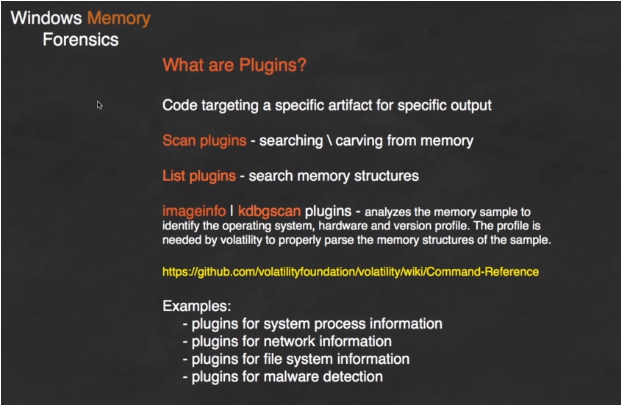 Windows Memory
Forensics
What are Plugins?
Code targeting a specific artifact for specific output
Scan plugins - searching \ carving from memory
List plugins - search memory structures
imageinfo | kdbgscan plugins - analyzes the memory sample to
identify the operating system, hardware and version profile. The profile is
needed by volatility to properly parse the memory structures of the sample.
https://github.com/volatilityfoundation/volatility/wiki/Command-Reference
Examples:
- plugins for system process information
- plugins for network information
- plugins for file system information
- plugins for malware detection